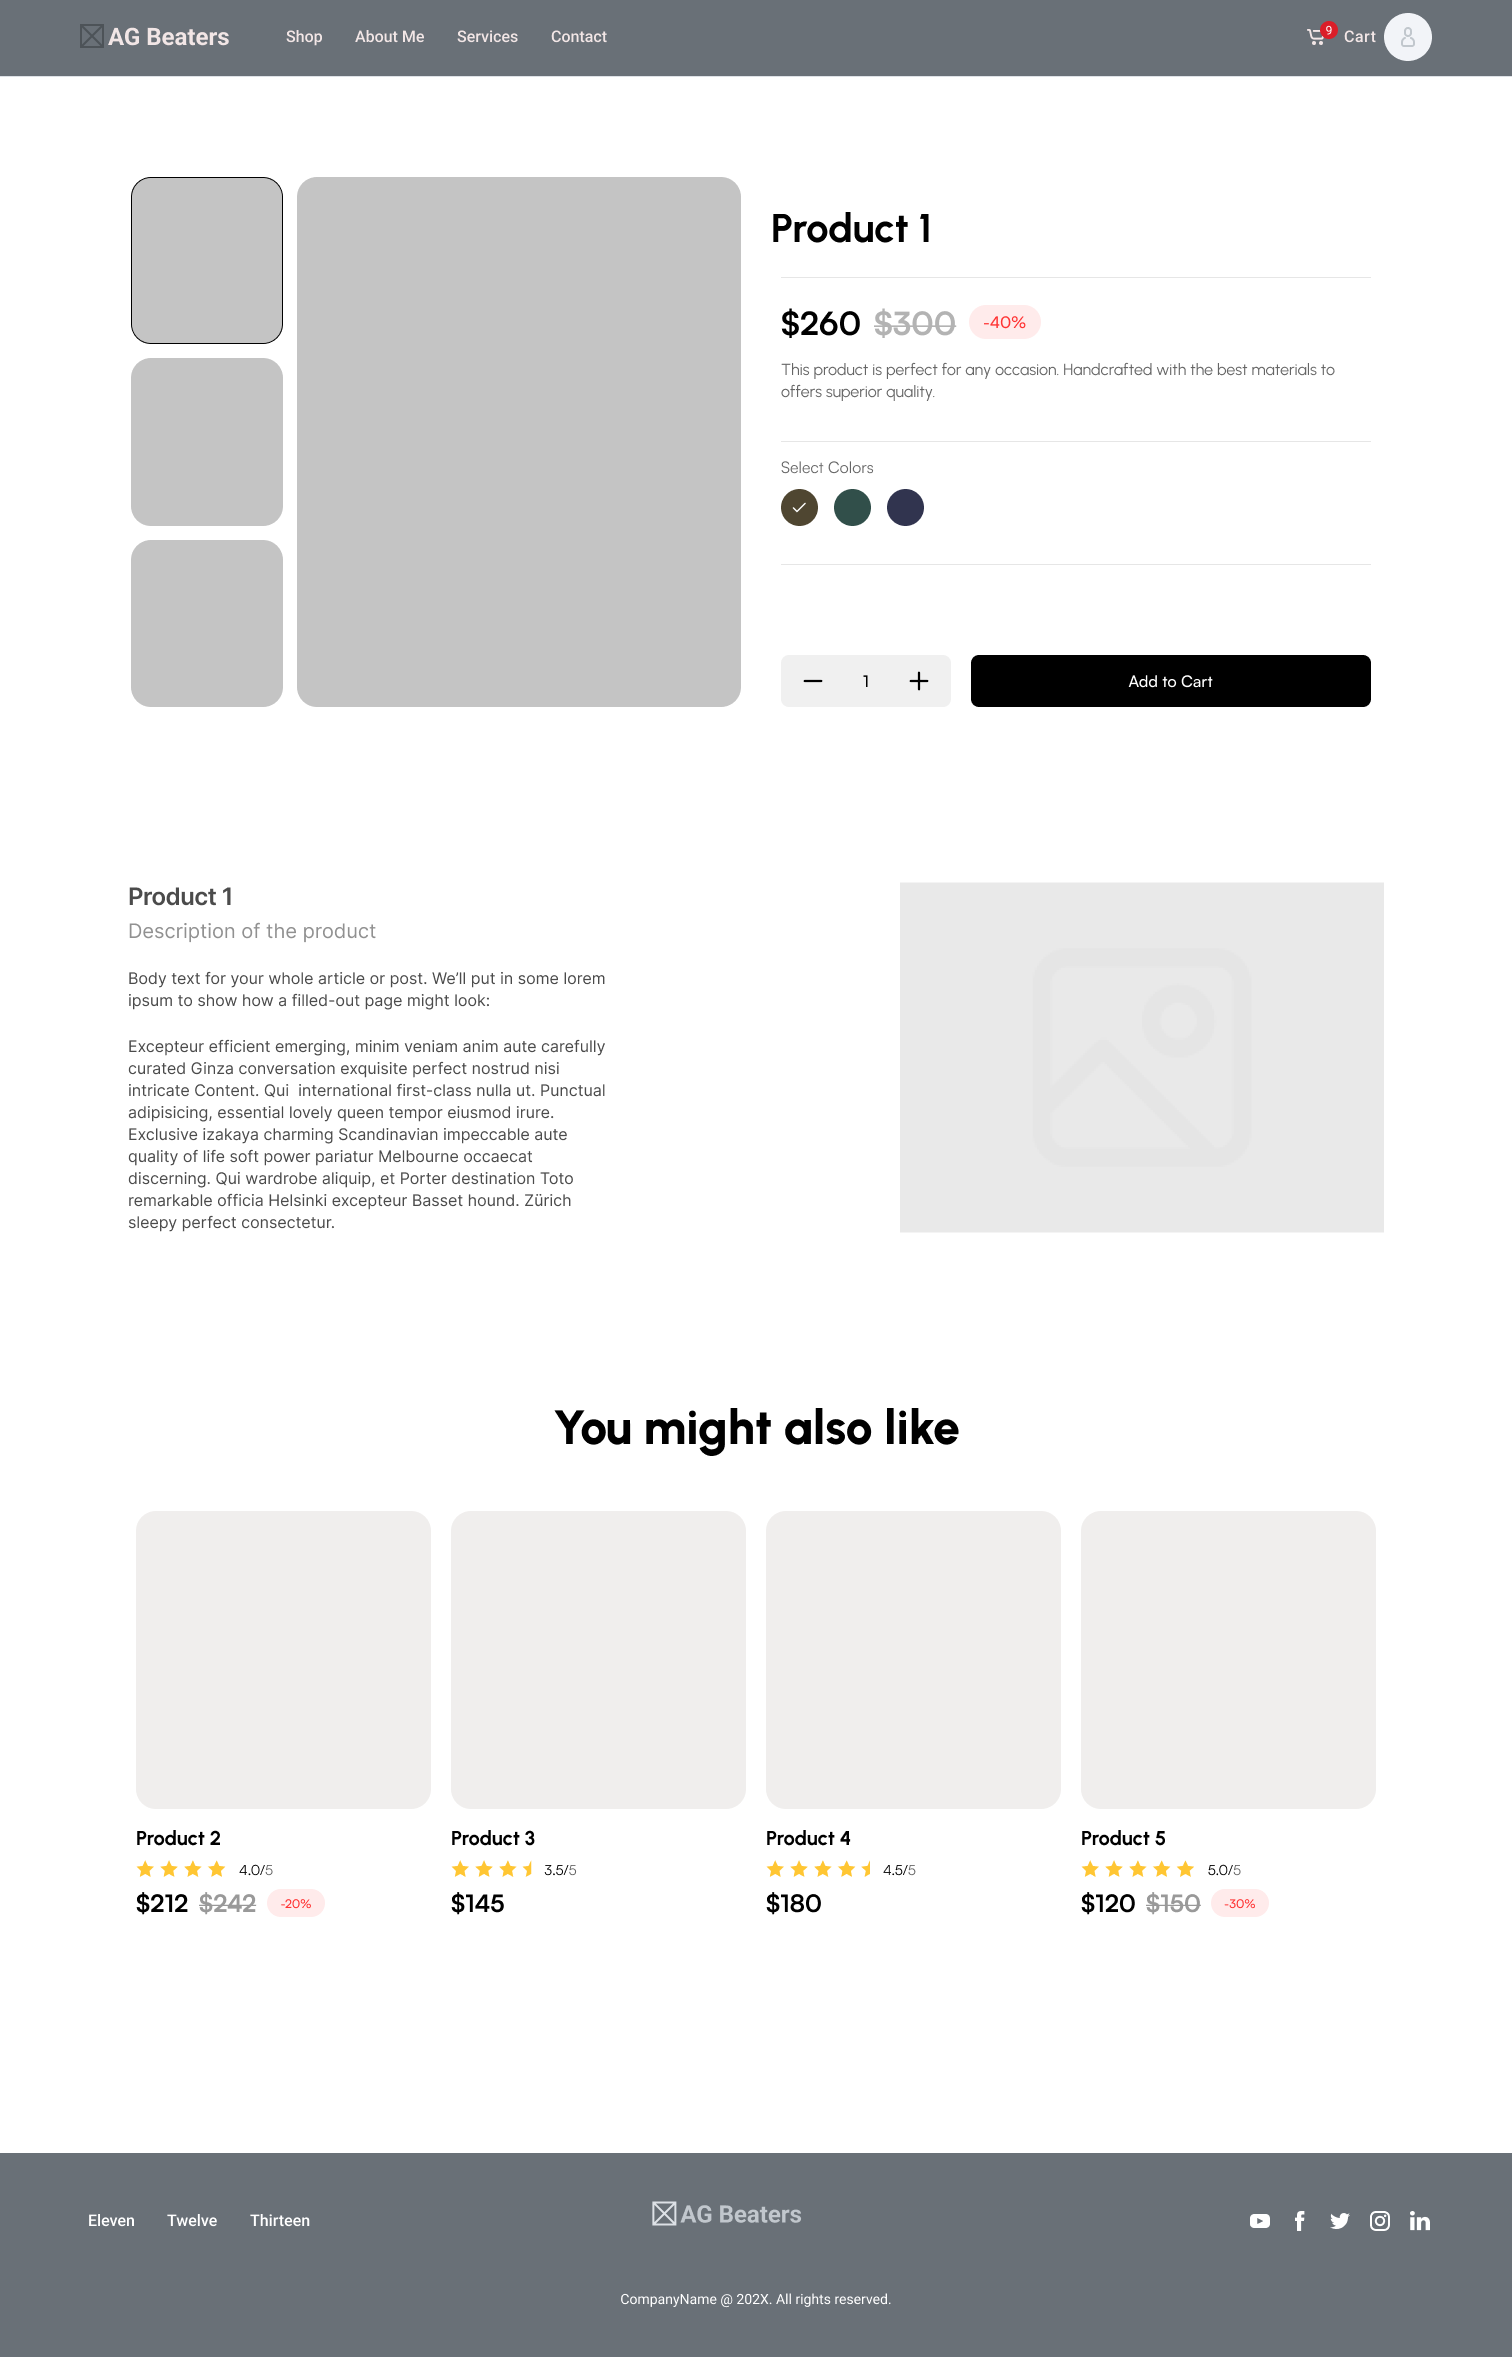 AG Beaters
Shop
About Me
Services
Contact
9
Cart
Product 1
$260 $300 -40%
This product is perfect for any occasion. Handcrafted with the best materials to
offers superior quality.
Select Colors
1
Add to Cart
Product 1
Description of the product
Body text for your whole article or post. We’ll put in some lorem
ipsum to show how a filled-out page might look:
Excepteur efficient emerging, minim veniam anim aute carefully
curated Ginza conversation exquisite perfect nostrud nisi
intricate Content. Qui  international first-class nulla ut. Punctual
adipisicing, essential lovely queen tempor eiusmod irure.
Exclusive izakaya charming Scandinavian impeccable aute
quality of life soft power pariatur Melbourne occaecat
discerning. Qui wardrobe aliquip, et Porter destination Toto
remarkable officia Helsinki excepteur Basset hound. Zürich
sleepy perfect consectetur.
You might also like
Product 2
4.0/5
$212 $242 -20%
Product 3
3.5/5
$145
Product 4
4.5/5
$180
Product 5
5.0/5
$120 $150 -30%
Eleven
Twelve
Thirteen
AG Beaters
CompanyName @ 202X. All rights reserved.